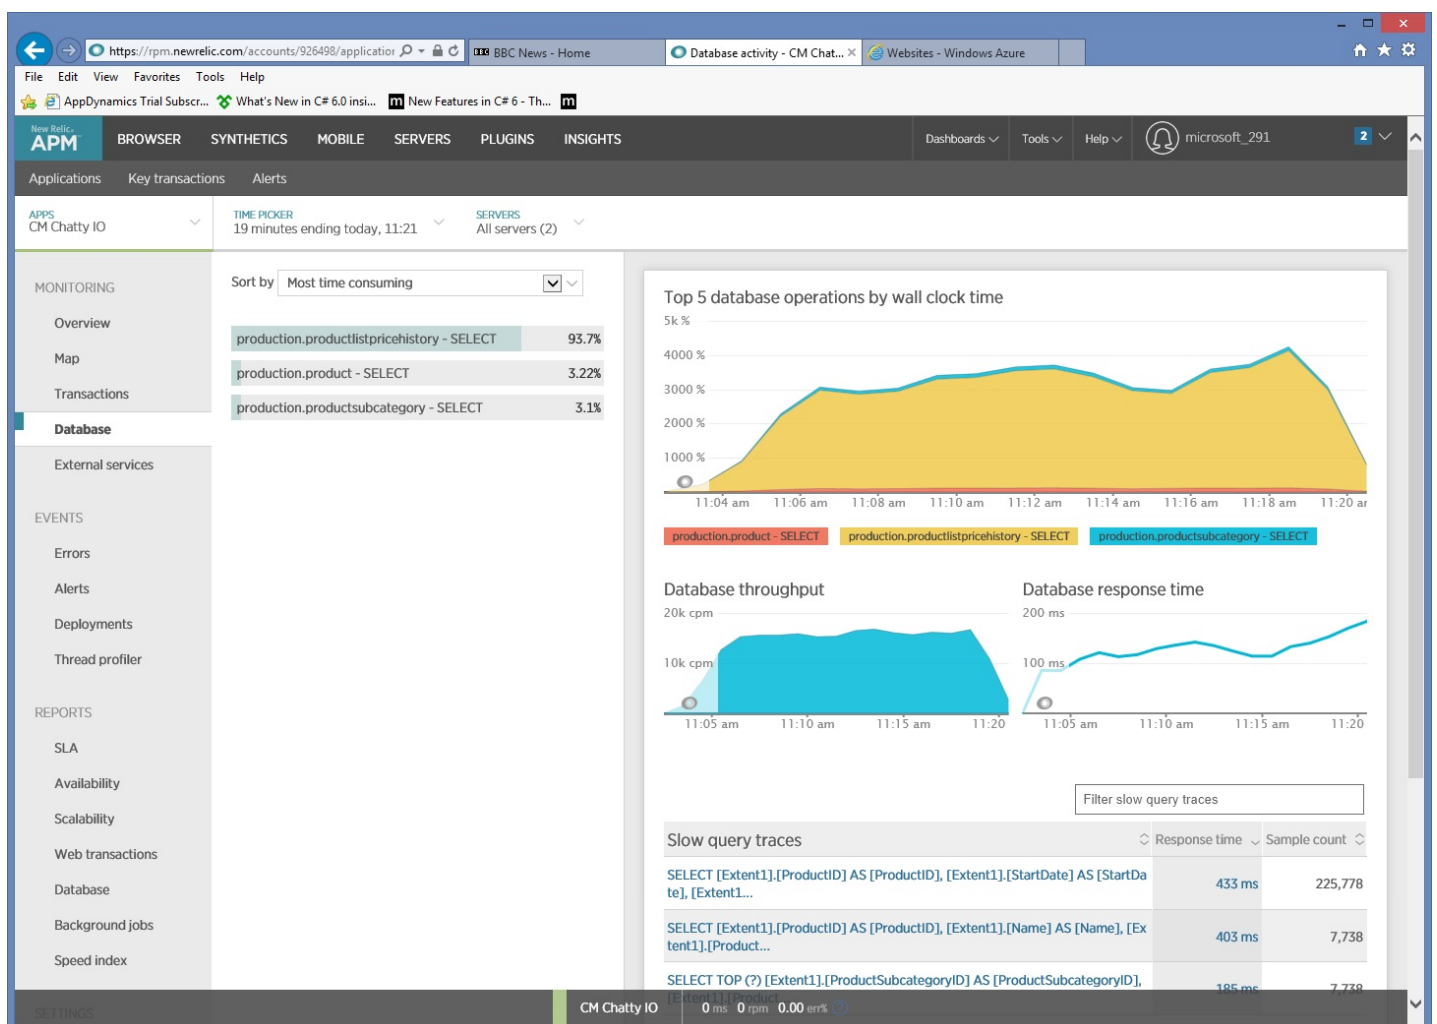 https://rpm.newrelic.com/accounts/926498/application
BBC News - Home
Database activity - CM Chat...
Websites - Windows Azure
File Edit View Favorites Tools Help
AppDynamics Trial Subscr...
What's New in C# 6.0 insi...
New Features in C# 6 - Th...
New Relic.
APM
BROWSER SYNTHETICS MOBILE SERVERS PLUGINS INSIGHTS
Dashboards Tools Help microsoft_291 2
Applications Key transactions Alerts
APPS
CM Chatty IO
TIME PICKER
19 minutes ending today, 11:21
SERVERS
All servers (2)
MONITORING
Overview
Map
Transactions
Database
External services
EVENTS
Errors
Alerts
Deployments
Thread profiler
REPORTS
SLA
Availability
Scalability
Web transactions
Database
Background jobs
Speed index
SETTINGS
Sort by Most time consuming
production.productlistpricehistory - SELECT 93.7%
production.product - SELECT 3.22%
production.productsubcategory - SELECT 3.1%
Top 5 database operations by wall clock time
5k %
4000 %
3000 %
2000 %
1000 %
11:04 am 11:06 am 11:08 am 11:10 am 11:12 am 11:14 am 11:16 am 11:18 am 11:20 ar
production.product - SELECT production.productlistpricehistory - SELECT production.productsubcategory - SELECT
Database throughput
20k cpm
10k cpm
11:05 am 11:10 am 11:15 am 11:20
Database response time
200 ms
100 ms
11:05 am 11:10 am 11:15 am 11:20
Filter slow query traces
Slow query traces Response time Sample count
SELECT [Extent1].[ProductID] AS [ProductID], [Extent1].[StartDate] AS [StartDa
te], [Extent1... 433 ms 225,778
SELECT [Extent1].[ProductID] AS [ProductID], [Extent1].[Name] AS [Name], [Ex
tent1].[Product... 403 ms 7,738
SELECT TOP (?) [Extent1].[ProductSubcategoryID] AS [ProductSubcategoryID],
[Extent1].[Product... 185 ms 7,738
CM Chatty IO 0 ms 0 rpm 0.00 err%